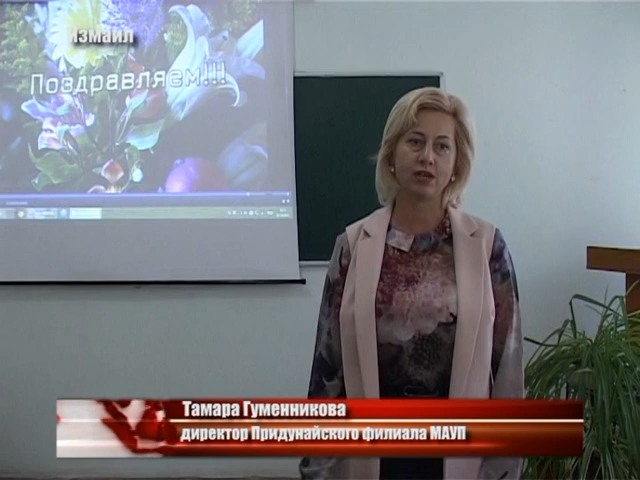 Измаил
Поздравляем!!!
Тамара Гуменникова
директор Придунайского филиала МАУП